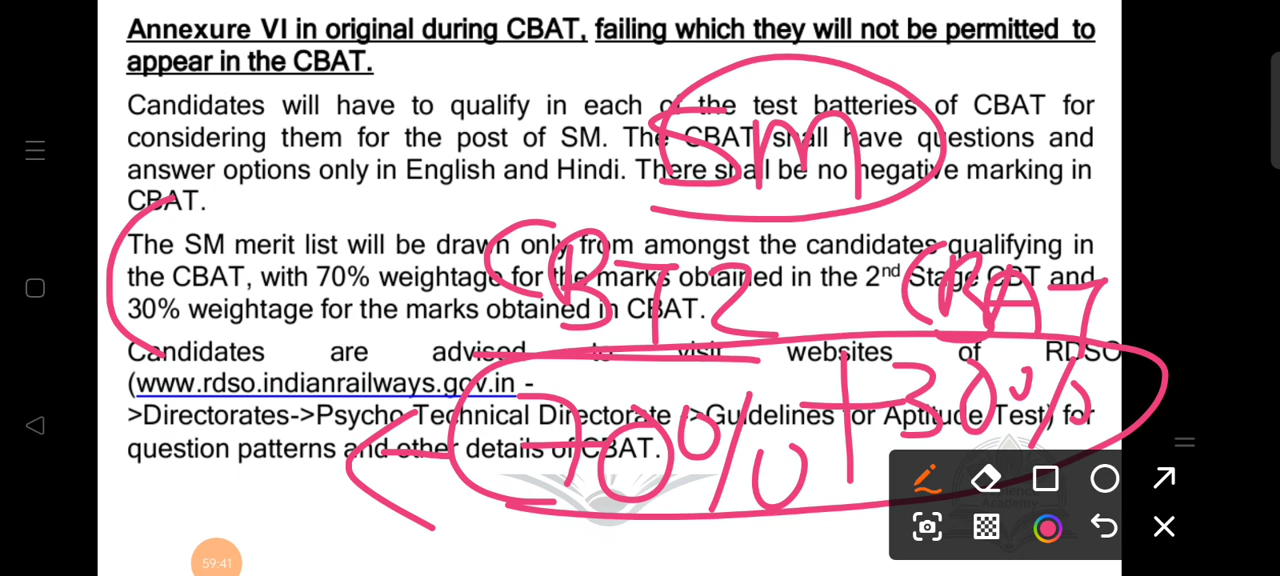 Annexure VI in original during CBAT, failing which they will not be permitted to
appear in the CBAT.
Candidates will have to qualify in each of the test batteries of CBAT for
considering them for the post of SM. The CBAT shall have questions and
answer options only in English and Hindi. There shall be no negative marking in
CBAT.
SM
The SM merit list will be drawn only from amongst the candidates qualifying in
the CBAT, with 70% weightage for the marks obtained in the 2nd Stage CBT and
30% weightage for the marks obtained in CBAT.
CBT2 CBAT
Candidates are advised to visit websites of RDSO
(www.rdso.indianrailways.gov.in -
>Directorates->Psycho Technical Directorate ->Guidelines for Aptitude Test) for
question patterns and other details of CBAT.
70% + 30%
Academy
59:41